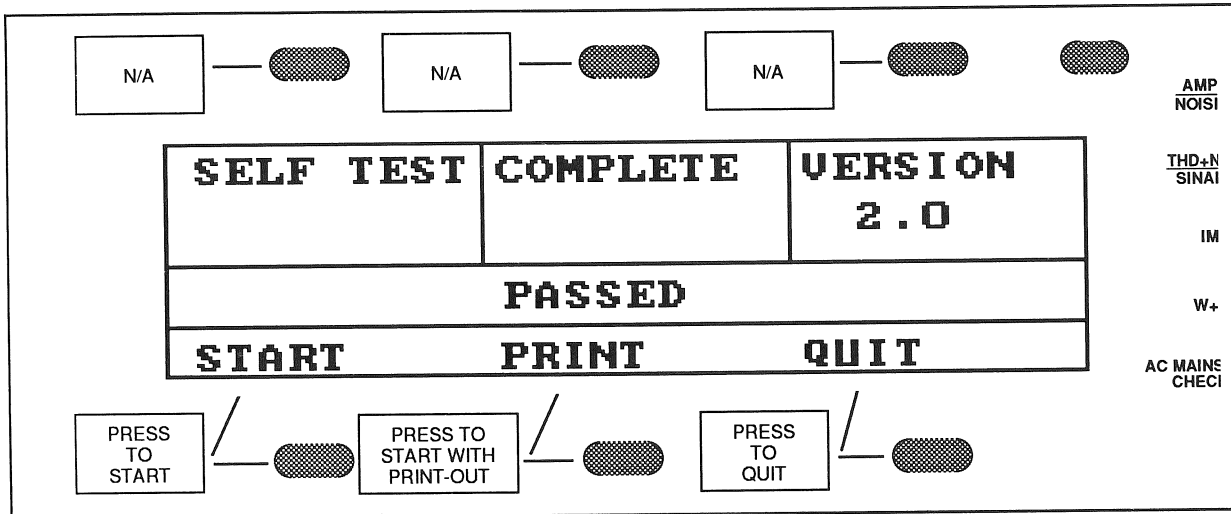 N/A
N/A
N/A
SELF TEST
COMPLETE
VERSION
2.0
PASSED
START
PRINT
QUIT
PRESS
TO
START
PRESS TO
START WITH
PRINT-OUT
PRESS
TO
QUIT
AMP
NOISI
THD+N
SINAI
IM
W+
AC MAINS
CHECI